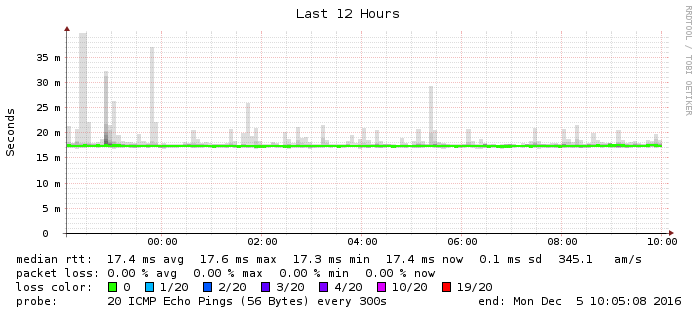 Last 12 Hours
RRDTOOL / TOBI OETIKER
Seconds
35 m
30 m
25 m
20 m
15 m
10 m
5 m
0
00:00 02:00 04:00 06:00 08:00 10:00
median rtt: 17.4 ms avg 17.6 ms max 17.3 ms min 17.4 ms now 0.1 ms sd 345.1 am/s
packet loss: 0.00 % avg 0.00 % max 0.00 % min 0.00 % now
loss color: 0 1/20 2/20 3/20 4/20 10/20 19/20
probe: 20 ICMP Echo Pings (56 Bytes) every 300s end: Mon Dec 5 10:05:08 2016